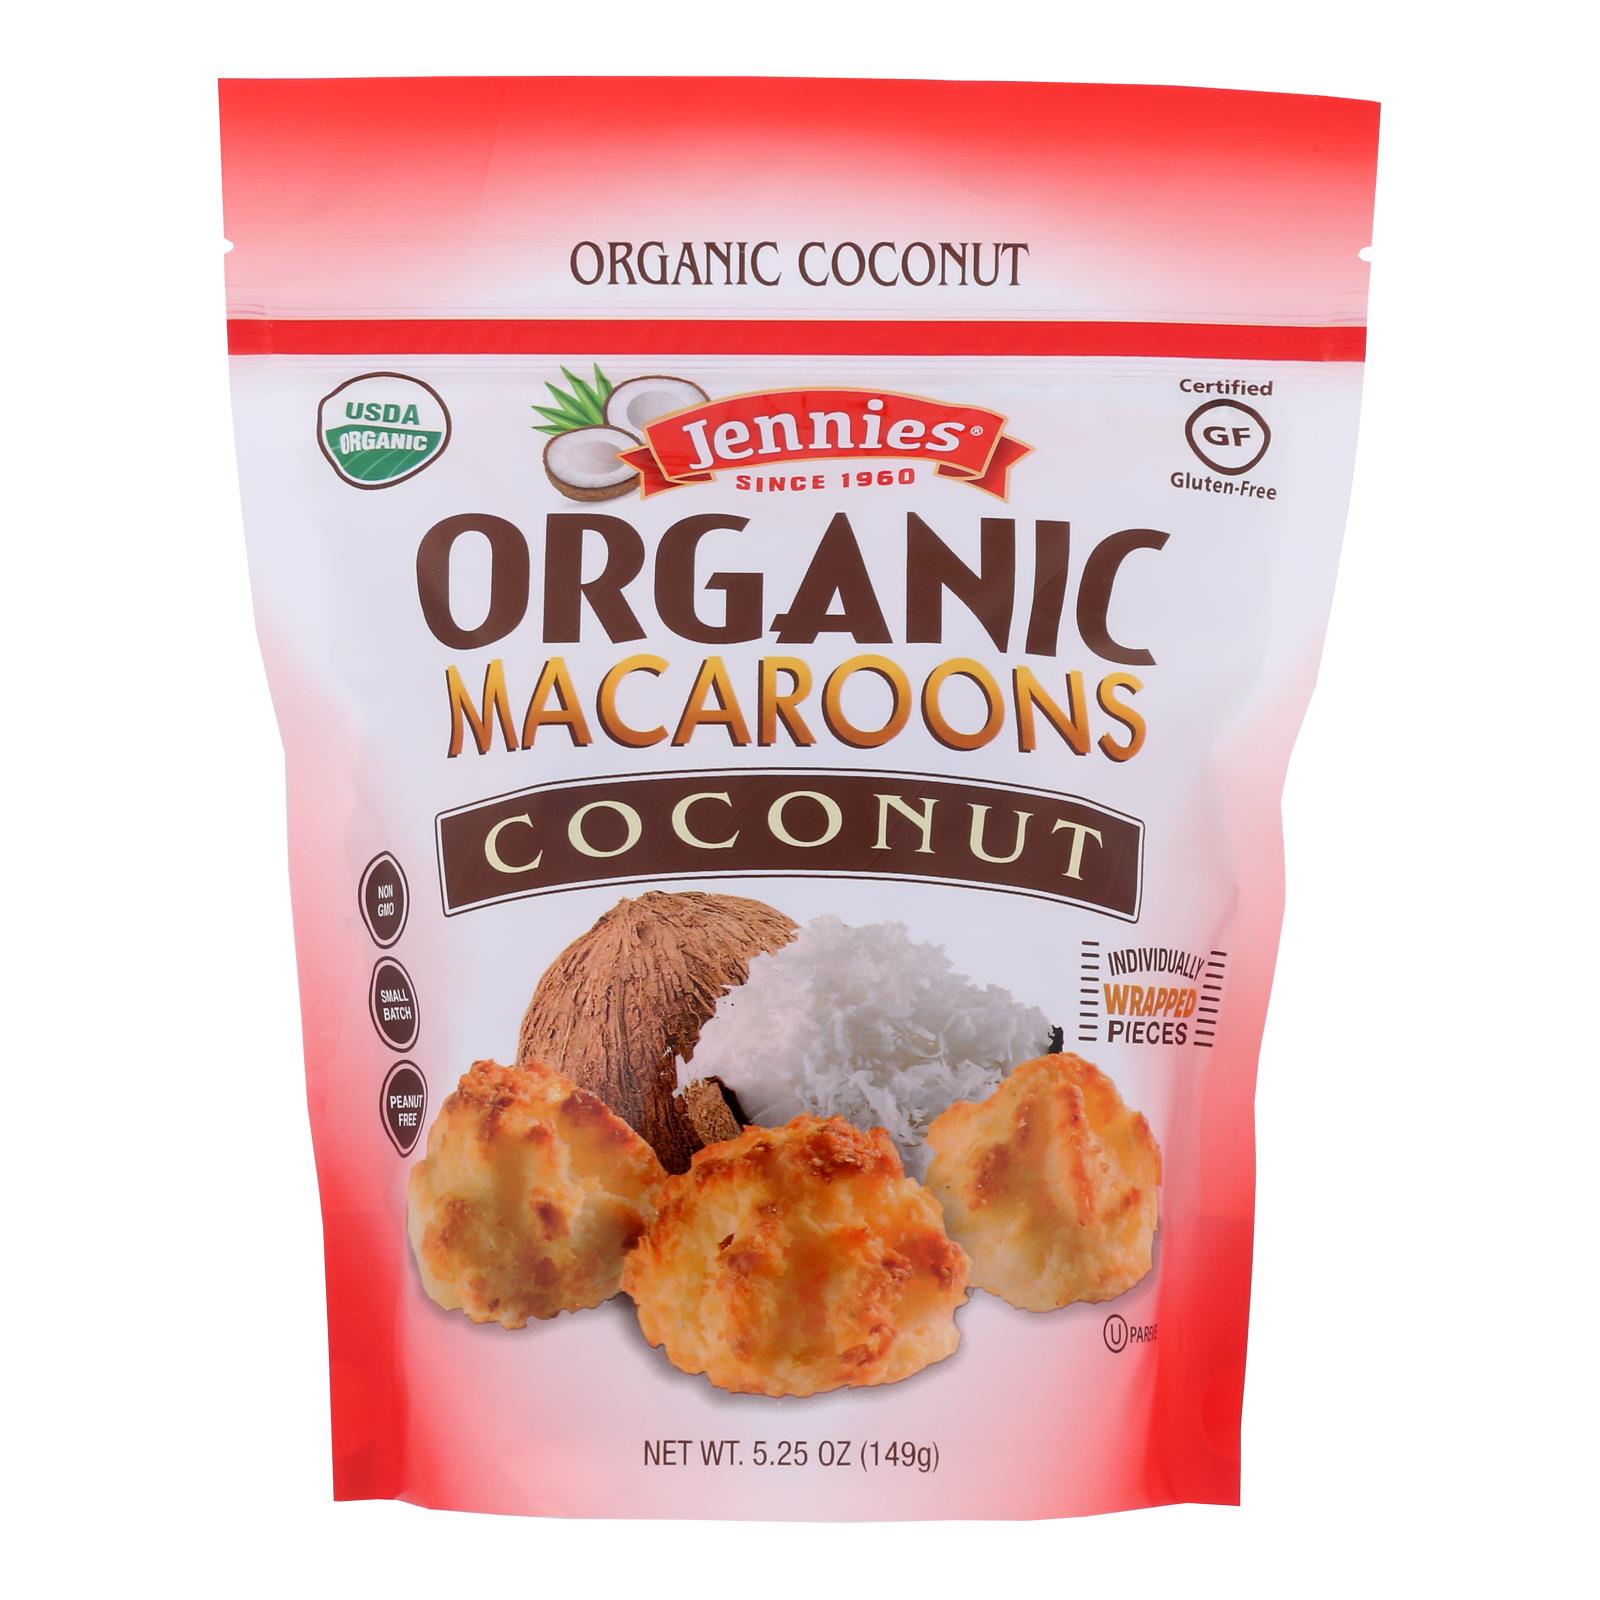 ORGANIC COCONUT
USDA
ORGANIC
Jennies®
SINCE 1960
Certified
GF
Gluten-Free
ORGANIC
MACAROONS
COCONUT
NON
GMO
SMALL
BATCH
PEANUT
FREE
INDIVIDUALLY
WRAPPED
PIECES
U PAREVE
NET WT. 5.25 OZ (149g)